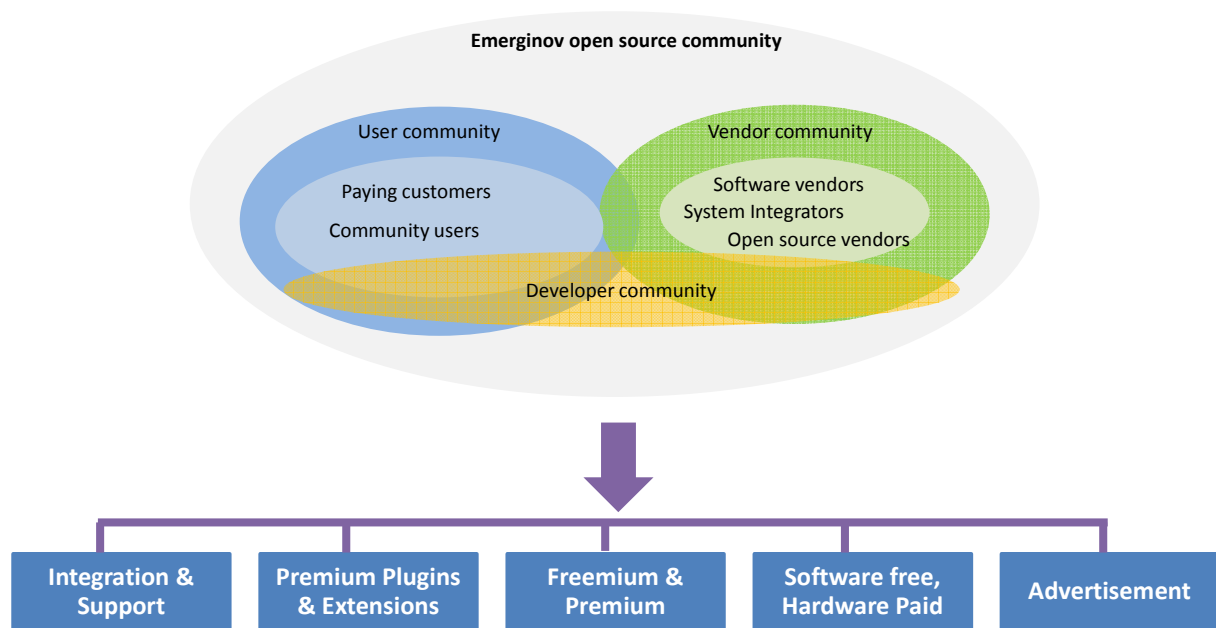 Emerginov open source community
User community
Vendor community
Paying customers
Community users
Software vendors
System Integrators
Open source vendors
Developer community
Integration &
Support
Premium Plugins
& Extensions
Freemium &
Premium
Software free,
Hardware Paid
Advertisement